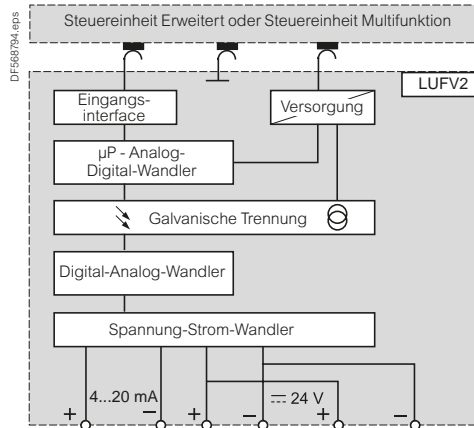 Steuereinheit Erweitert oder Steuereinheit Multifunktion
DF568794.eps
LUFV2
Eingangs-
interface
Versorgung
µP - Analog-
Digital-Wandler
Galvanische Trennung
Digital-Analog-Wandler
Spannung-Strom-Wandler
4...20 mA
24 V
+ − + − + −